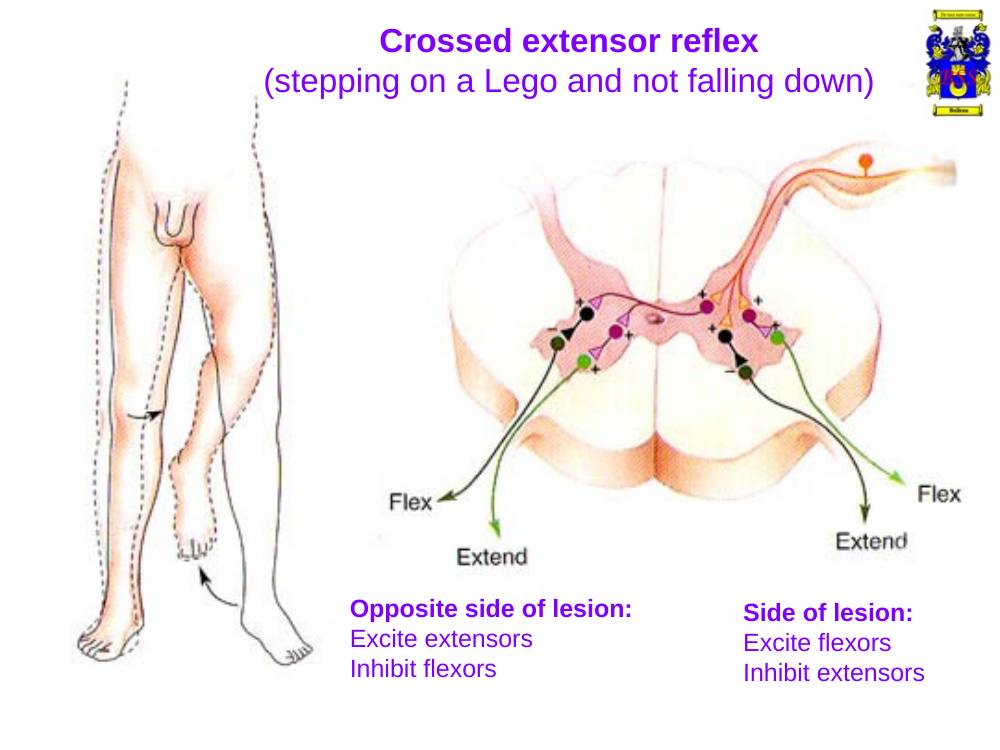 Crossed extensor reflex
(stepping on a Lego and not falling down)
+
+
+
+
-
+
+
+
+
-
Flex
Extend
Flex
Extend
Opposite side of lesion:
Excite extensors
Inhibit flexors
Side of lesion:
Excite flexors
Inhibit extensors